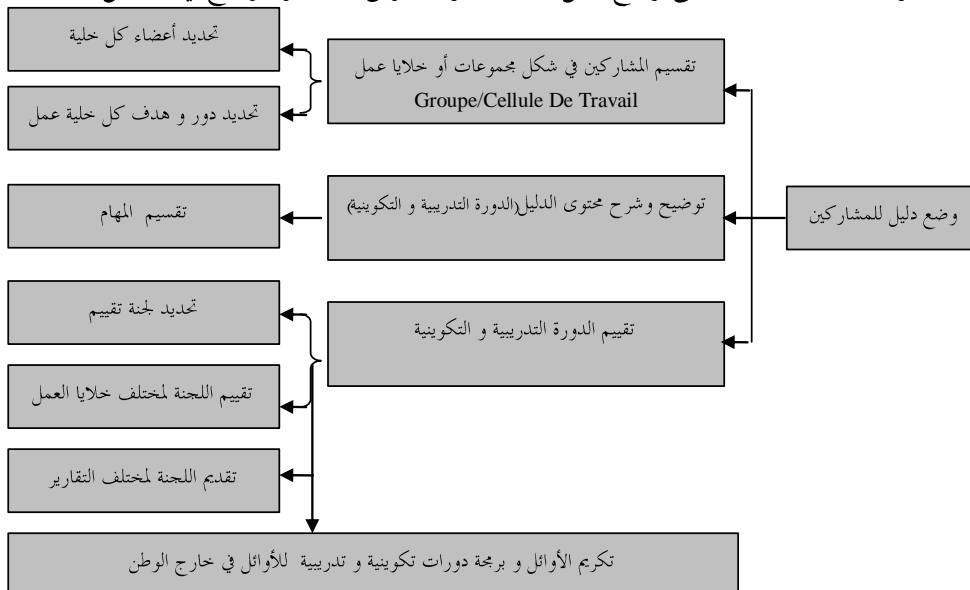 وضع دليل للمشاركين
تقسيم المشاركين في شكل مجموعات أو خلايا عمل
Groupe/Cellule De Travail
تحديد أعضاء كل خلية
تحديد دور و هدف كل خلية عمل
توضيح وشرح محتوى الدليل(الدورة التدريبية و التكوينية)
تقسيم المهام
تقييم الدورة التدريبية و التكوينية
تحديد لجنة تقييم
تقييم اللجنة لمختلف خلايا العمل
تقديم اللجنة لمختلف التقارير
تكريم الأوائل و برمجة دورات تكوينية و تدريبية للأوائل في خارج الوطن